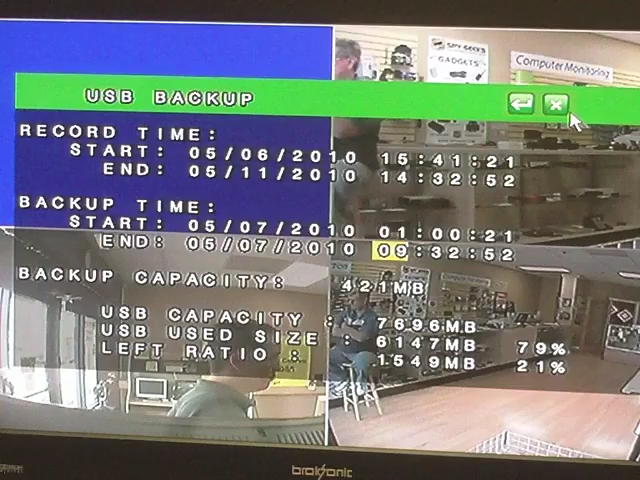 SPY GEEKS
GADGETS
Computer Monitoring
USB BACKUP
RECORD TIME:
START: 05/06/2010 15:41:21
END: 05/11/2010 14:32:52
BACKUP TIME:
START: 05/07/2010 01:00:21
END: 05/07/2010 09:32:52
BACKUP CAPACITY: 421MB
USB CAPACITY : 7696MB
USB USED SIZE : 6147MB 79%
LEFT RATIO : 1549MB 21%
broksonic